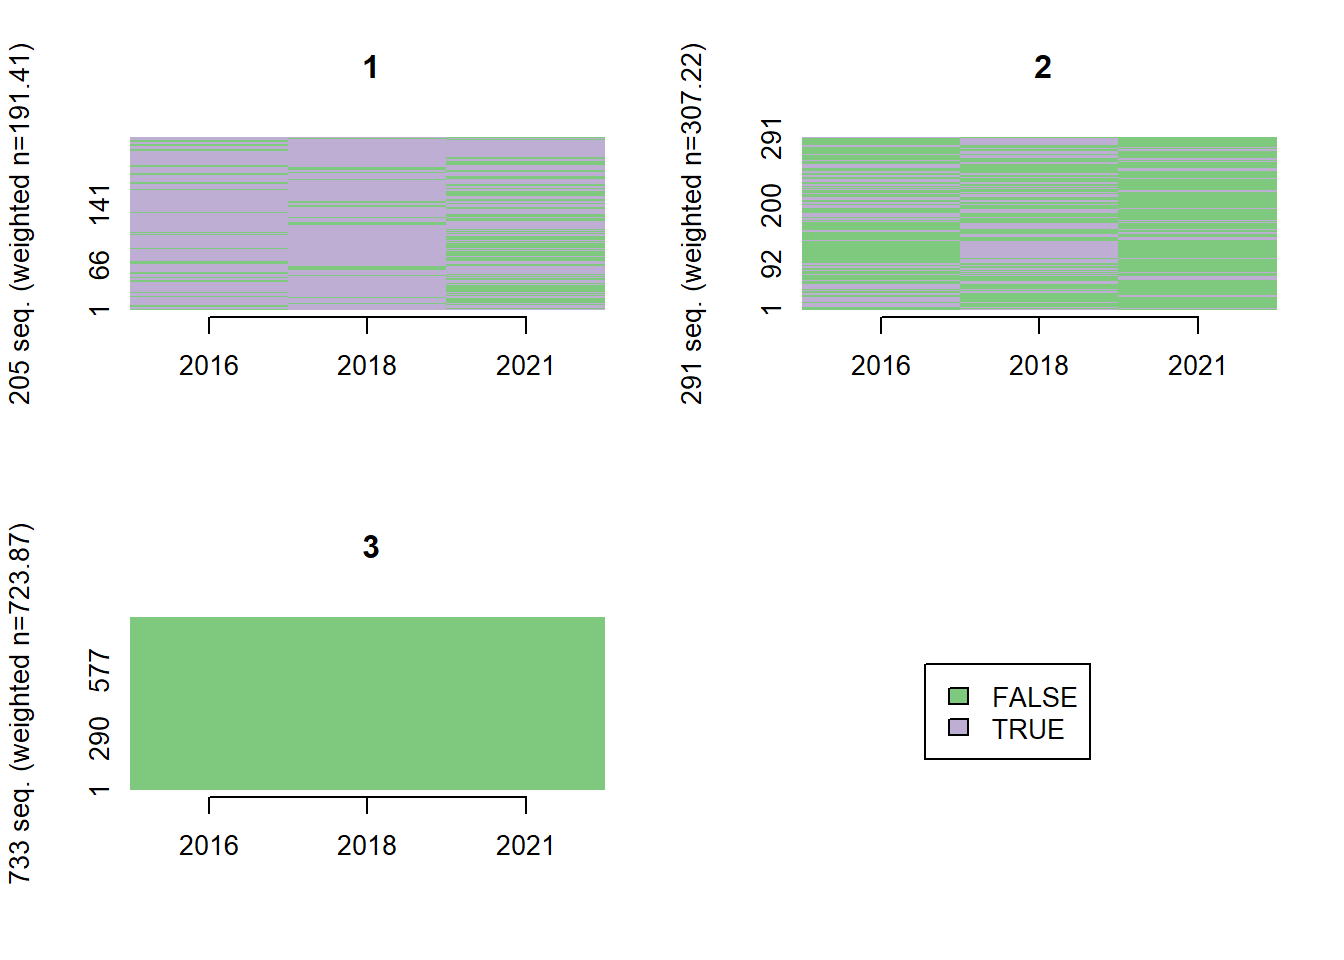 1
205 seq. (weighted n=191.41)
141
66
1
2016 2018 2021
2
291 seq. (weighted n=307.22)
291
200
92
1
2016 2018 2021
3
733 seq. (weighted n=723.87)
577
290
1
2016 2018 2021
FALSE
TRUE